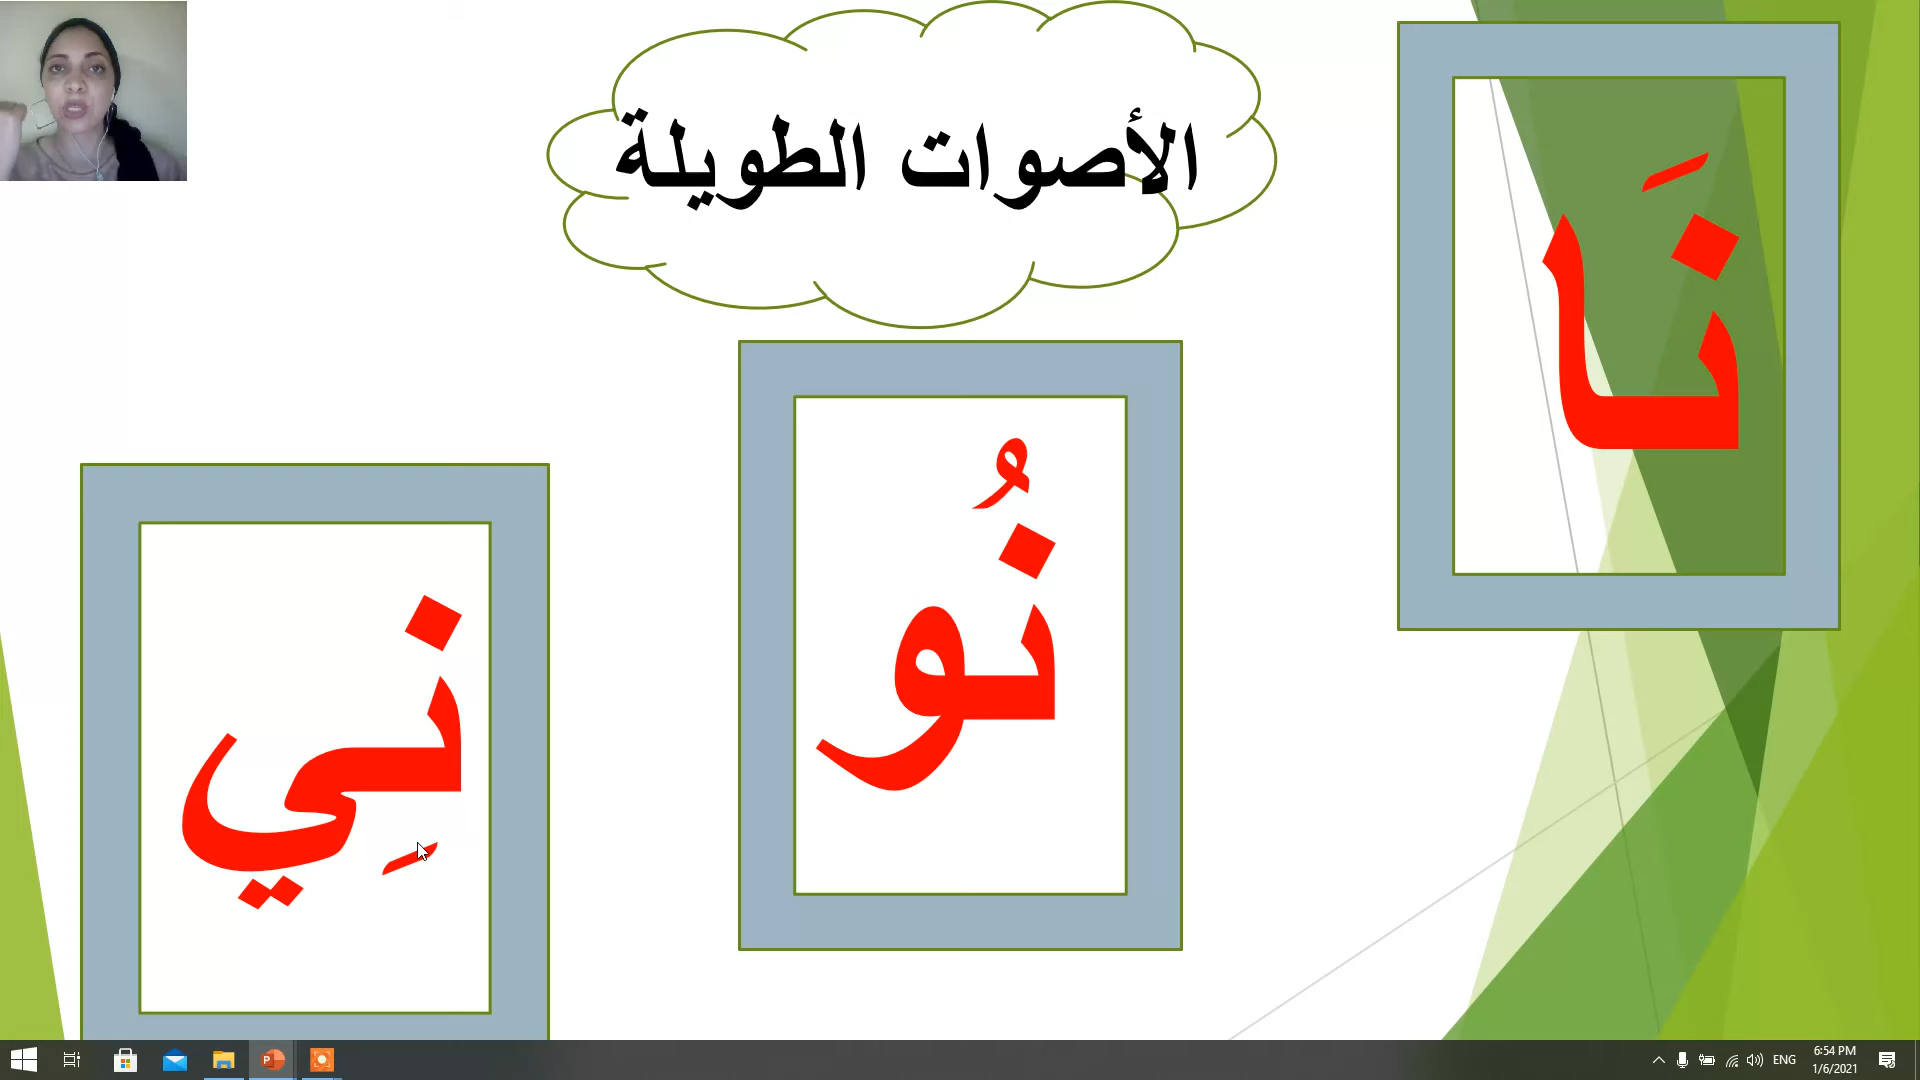 الأصوات الطويلة
نَا
نُو
نِي
ENG
6:54 PM
1/6/2021